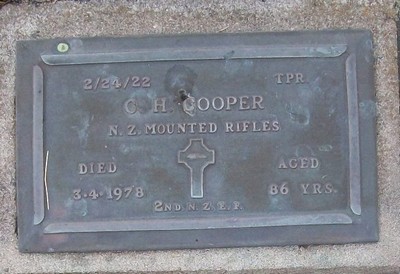 2/24/22 TPR.
C. H. COOPER
N. Z. MOUNTED RIFLES
DIED AGED
3·4·1978 86 YRS.
2ND N. Z. E. F.